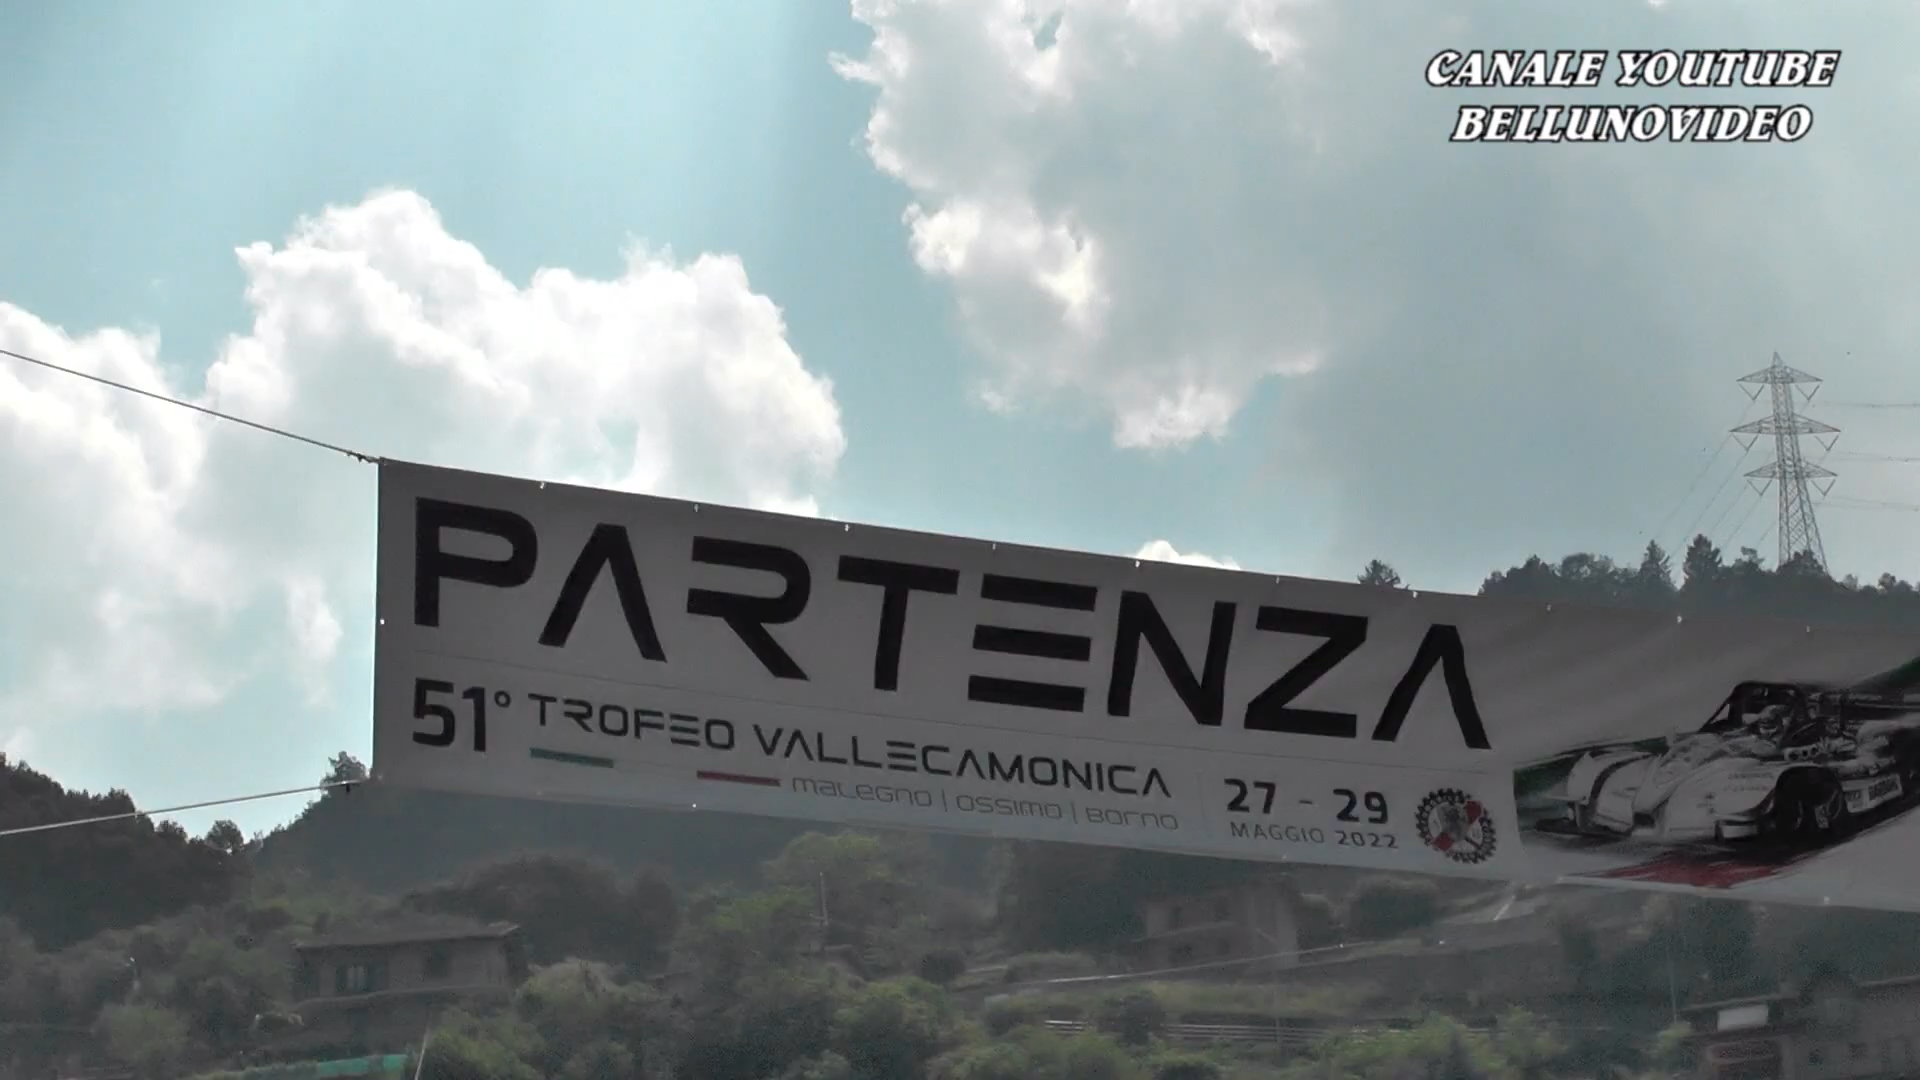 CANALE YOUTUBE
BELLUNOVIDEO
PARTENZA
51° TROFEO VALLECAMONICA
malegno | ossimo | Borno
27 - 29
MAGGIO 2022